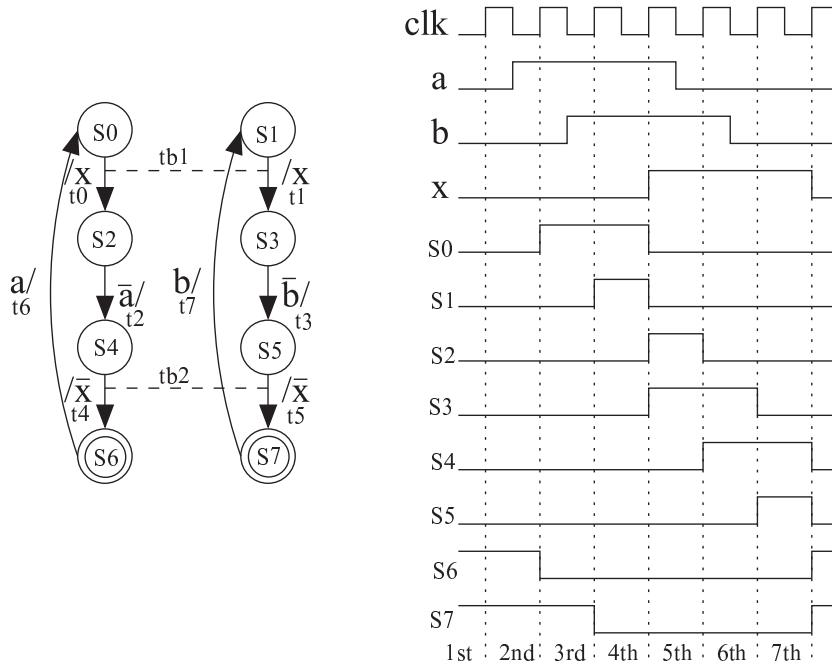 S0 S1
/x t0 tb1 /x t1
S2 S3
a/ t6 a̅/ t2 b/ t7 b̅/ t3
S4 S5
/x̅ t4 tb2 /x̅ t5
S6 S7
clk
a
b
x
S0
S1
S2
S3
S4
S5
S6
S7
1st 2nd 3rd 4th 5th 6th 7th